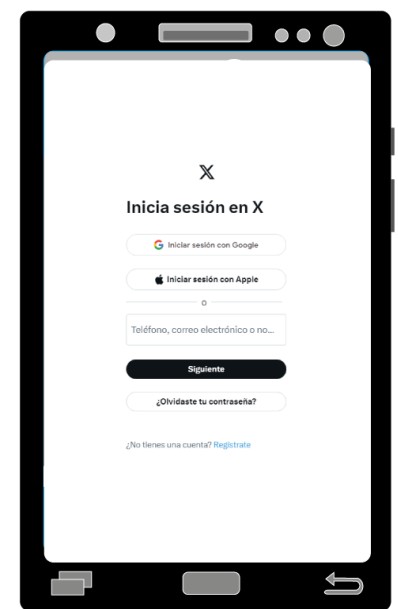 X
Inicia sesión en X
Iniciar sesión con Google
Iniciar sesión con Apple
o
Teléfono, correo electrónico o no...
Siguiente
¿Olvidaste tu contraseña?
¿No tienes una cuenta? Regístrate